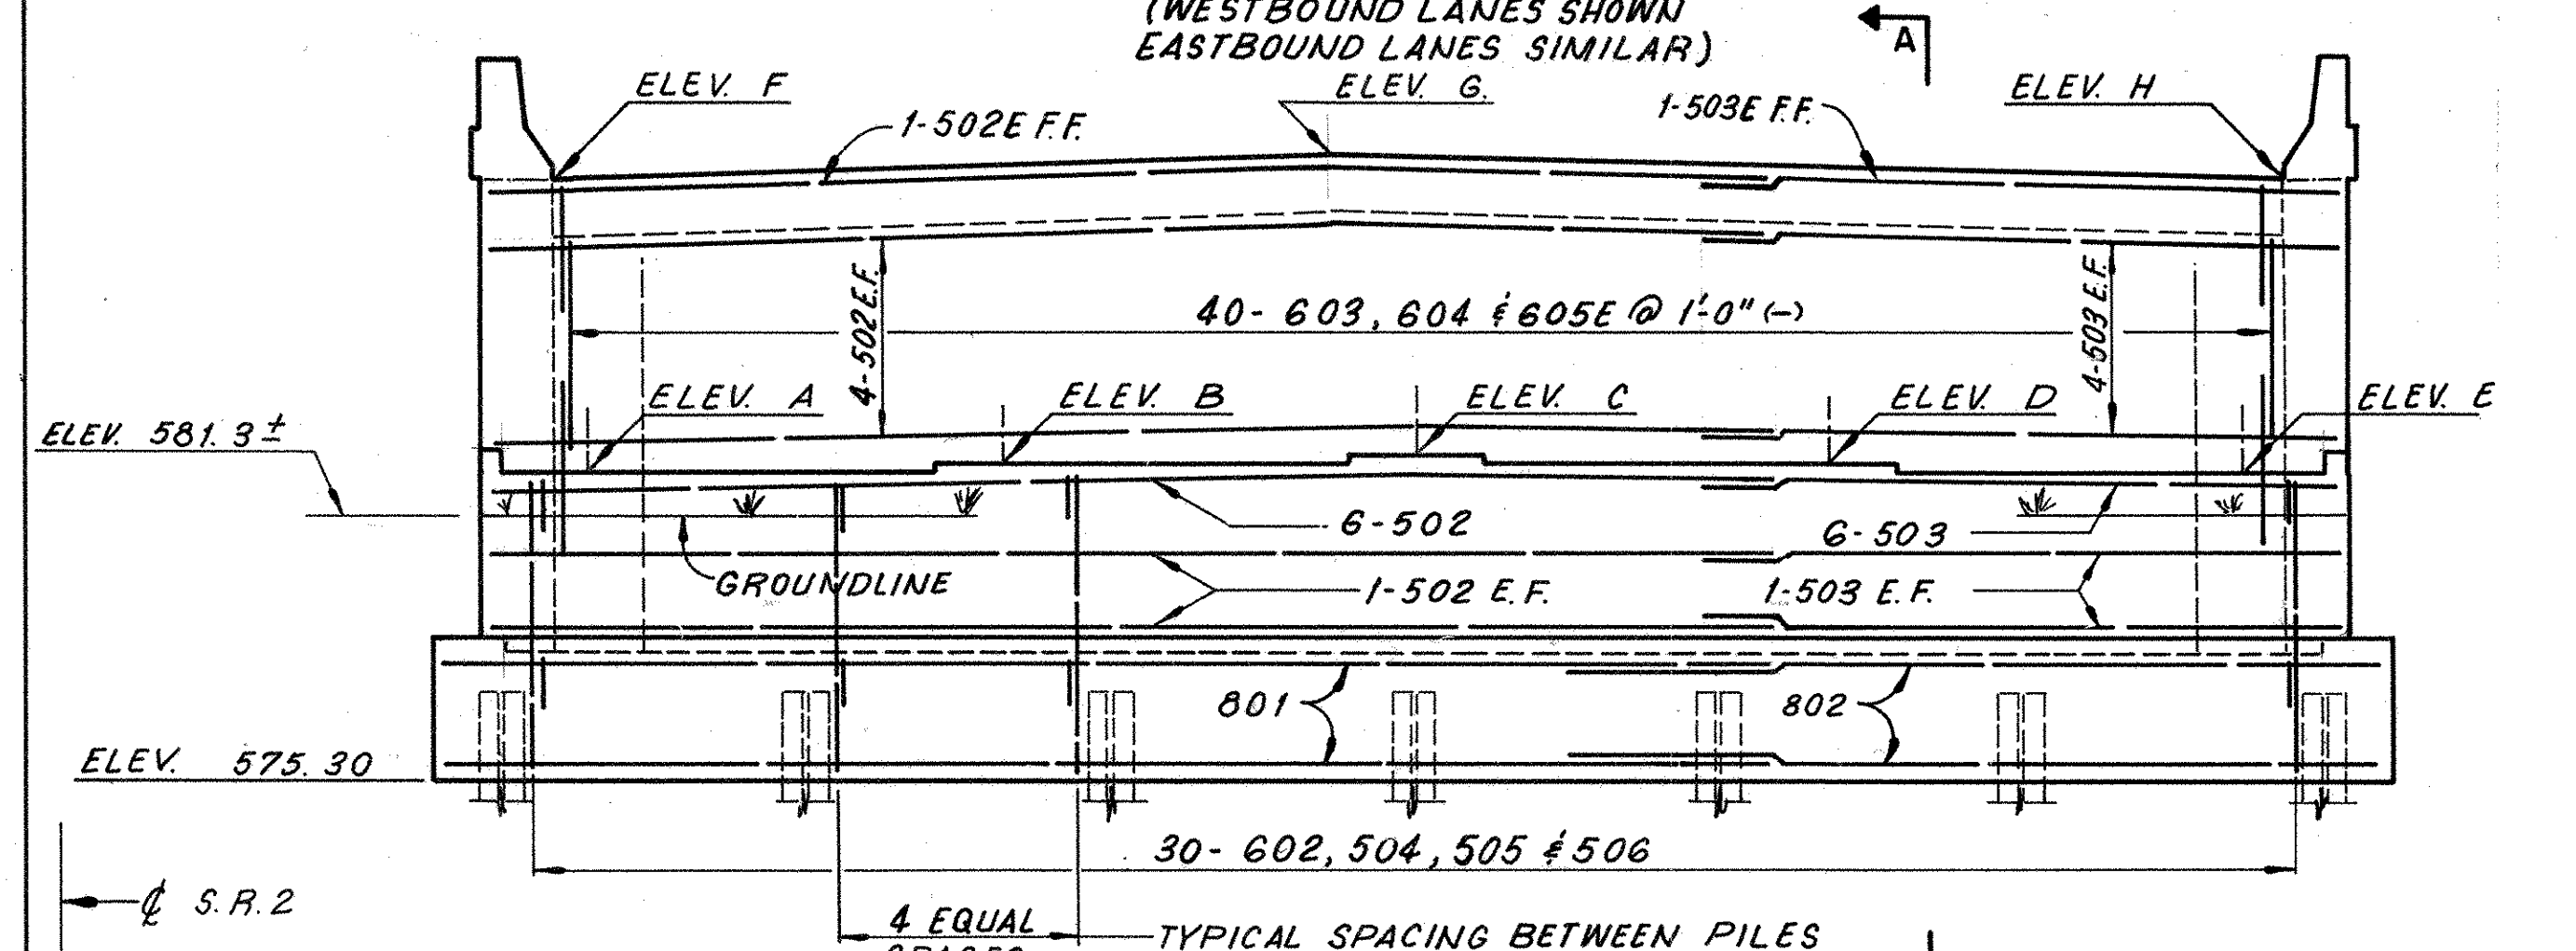 (WESTBOUND LANES SHOWN
EASTBOUND LANES SIMILAR)
A
ELEV. F
ELEV. G.
ELEV. H
1-502E F.F.
1-503E F.F.
4-502 E.F.
40- 603, 604 & 605E @ 1'-0" (-)
4-503 E.F.
ELEV. A
ELEV. B
ELEV. C
ELEV. D
ELEV. E
ELEV. 581.3 ±
6-502
6-503
GROUNDLINE
1-502 E.F.
1-503 E.F.
801
802
ELEV. 575.30
30- 602, 504, 505 & 506
℄ S.R.2
4 EQUAL
SPACES
TYPICAL SPACING BETWEEN PILES